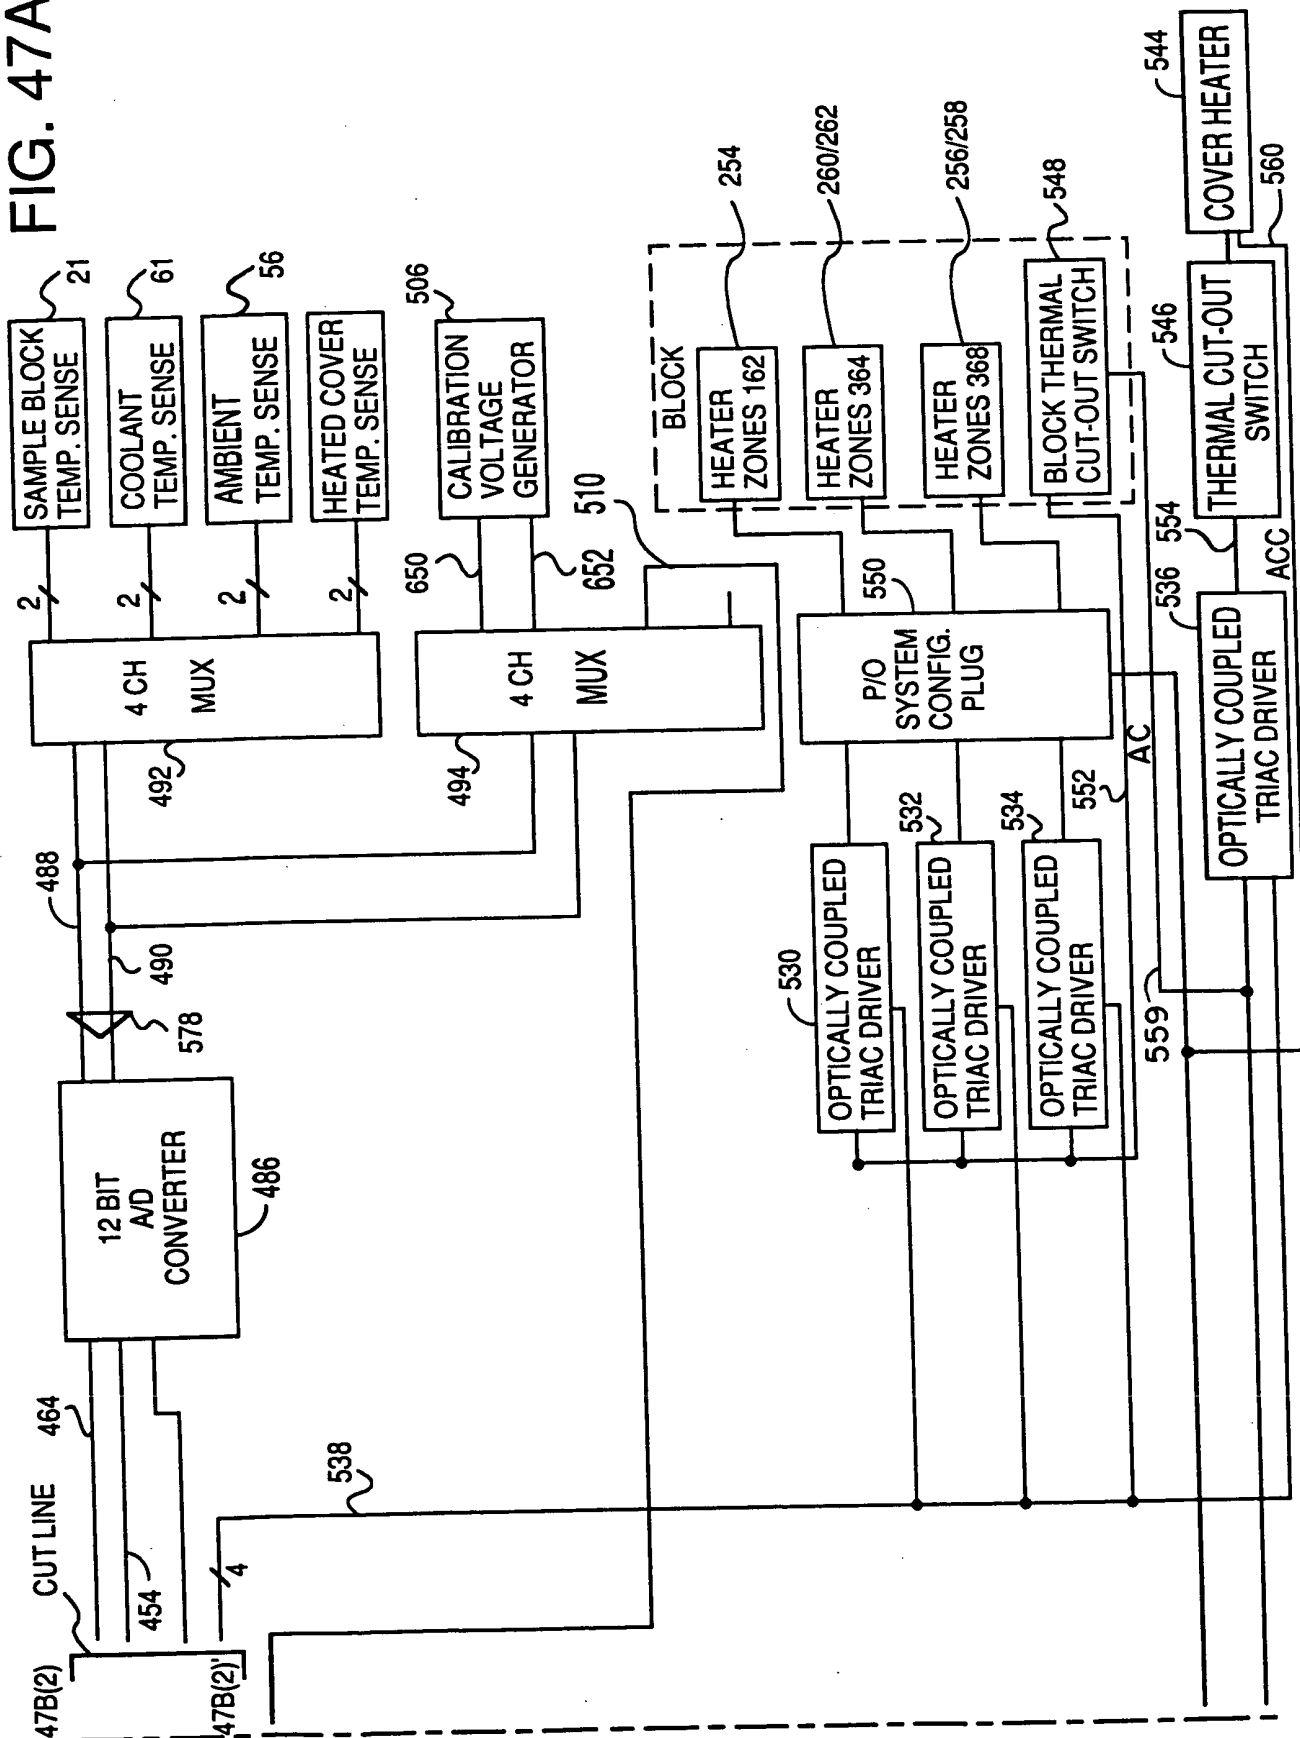 FIG. 47A
SAMPLE BLOCK
TEMP. SENSE
21
COOLANT
TEMP. SENSE
61
AMBIENT
TEMP. SENSE
56
HEATED COVER
TEMP. SENSE
2
2
2
2
4 CH
MUX
492
488
490
578
12 BIT
A/D
CONVERTER
486
464
454
CUT LINE
47B(2)
47B(2)'
4
538
CALIBRATION
VOLTAGE
GENERATOR
506
650
652
510
4 CH
MUX
494
BLOCK
HEATER
ZONES 162
254
HEATER
ZONES 364
260/262
HEATER
ZONES 368
256/258
BLOCK THERMAL
CUT-OUT SWITCH
548
P/O
SYSTEM
CONFIG.
PLUG
550
OPTICALLY COUPLED
TRIAC DRIVER
530
OPTICALLY COUPLED
TRIAC DRIVER
532
OPTICALLY COUPLED
TRIAC DRIVER
534
552
AC
559
COVER HEATER
544
560
THERMAL CUT-OUT
SWITCH
546
554
ACC
OPTICALLY COUPLED
TRIAC DRIVER
536